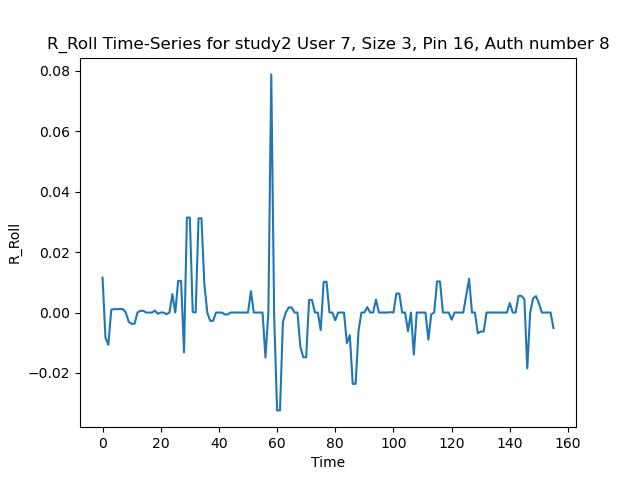 R_Roll Time-Series for study2 User 7, Size 3, Pin 16, Auth number 8
0.08
0.06
0.04
0.02
0.00
−0.02
R_Roll
0 20 40 60 80 100 120 140 160
Time